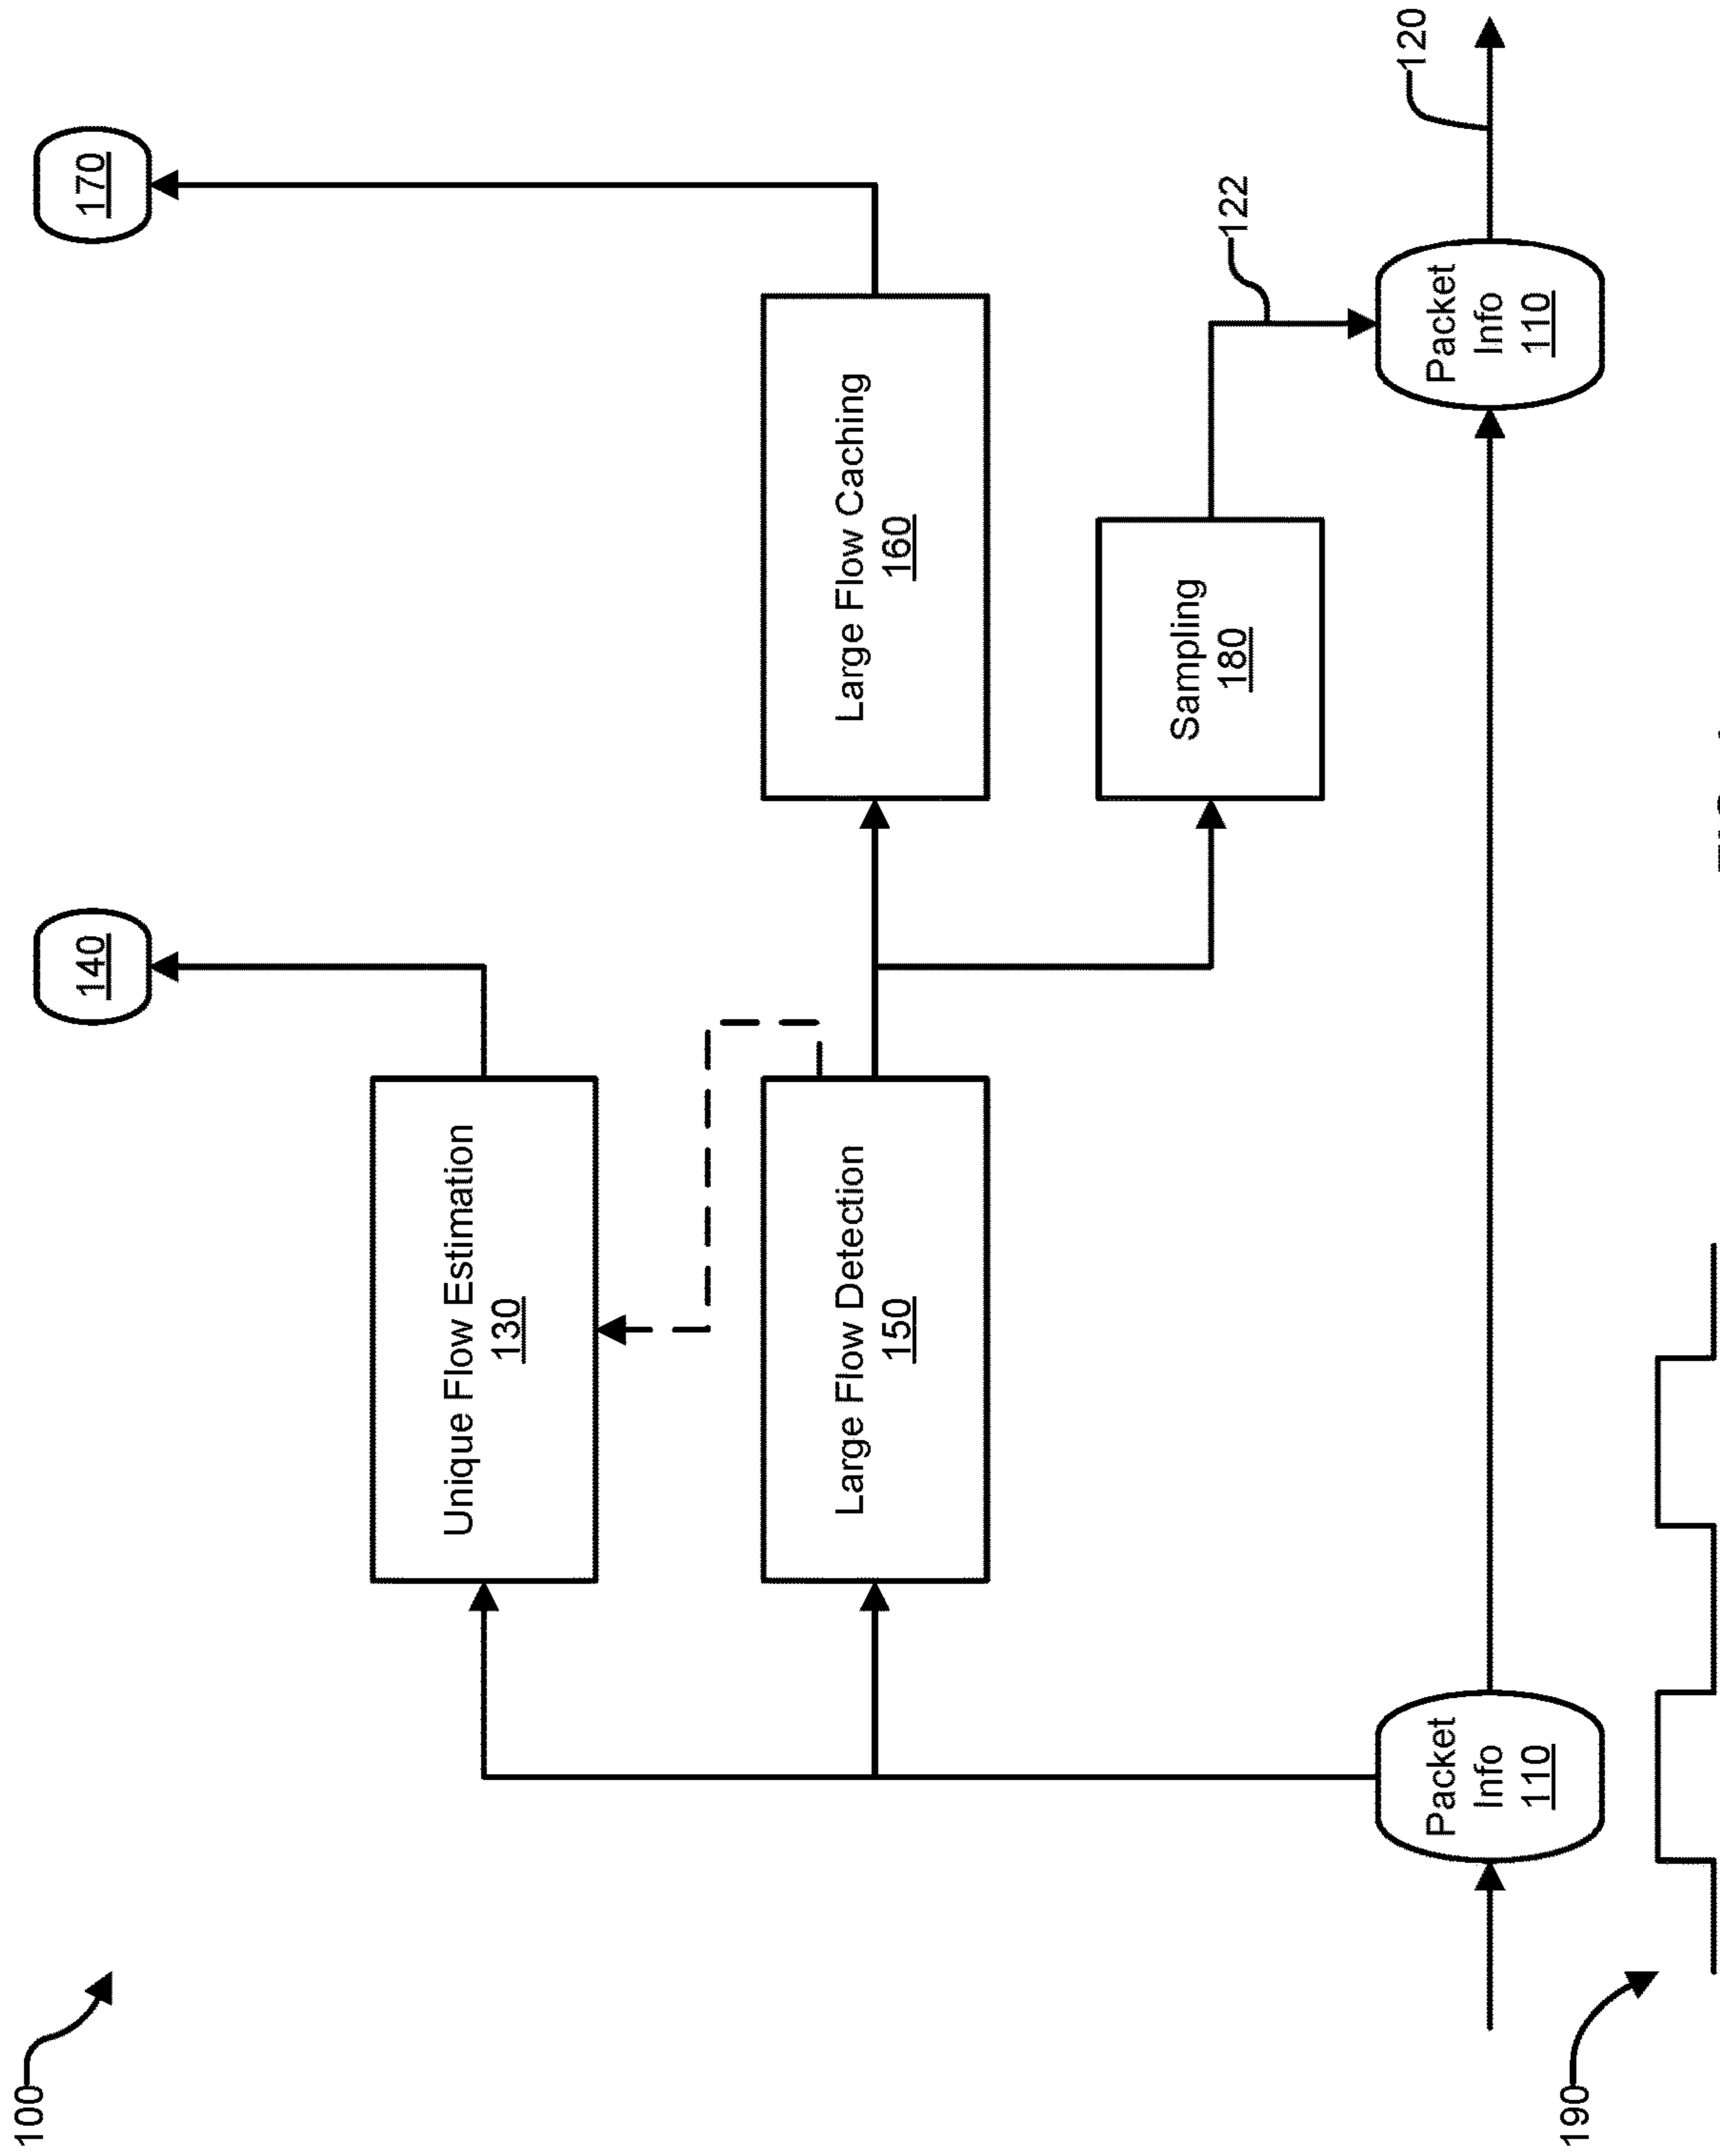 100
140
170
Unique Flow Estimation
130
Large Flow Detection
150
Large Flow Caching
160
Sampling
180
122
120
Packet
Info
110
Packet
Info
110
190